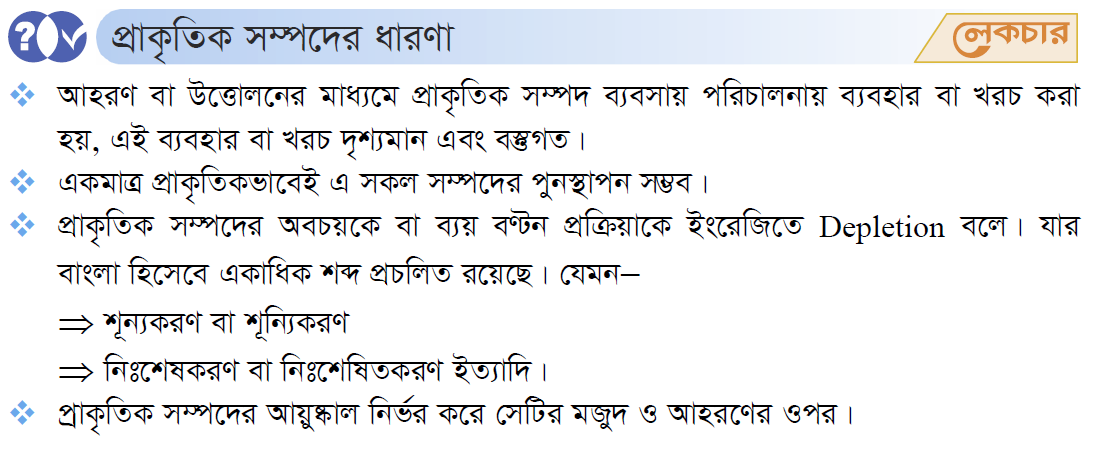 প্রাকৃতিক সম্পদের ধারণা
লেকচার
আহরণ বা উত্তোলনের মাধ্যমে প্রাকৃতিক সম্পদ ব্যবসায় পরিচালনায় ব্যবহার বা খরচ করা
হয়, এই ব্যবহার বা খরচ দৃশ্যমান এবং বস্তুগত।
একমাত্র প্রাকৃতিকভাবেই এ সকল সম্পদের পুনস্থাপন সম্ভব।
প্রাকৃতিক সম্পদের অবচয়কে বা ব্যয় বণ্টন প্রক্রিয়াকে ইংরেজিতে Depletion বলে। যার
বাংলা হিসেবে একাধিক শব্দ প্রচলিত রয়েছে। যেমন–
⇒ শূন্যকরণ বা শূন্যিকরণ
⇒ নিঃশেষকরণ বা নিঃশেষিতকরণ ইত্যাদি।
প্রাকৃতিক সম্পদের আয়ুষ্কাল নির্ভর করে সেটির মজুদ ও আহরণের ওপর।